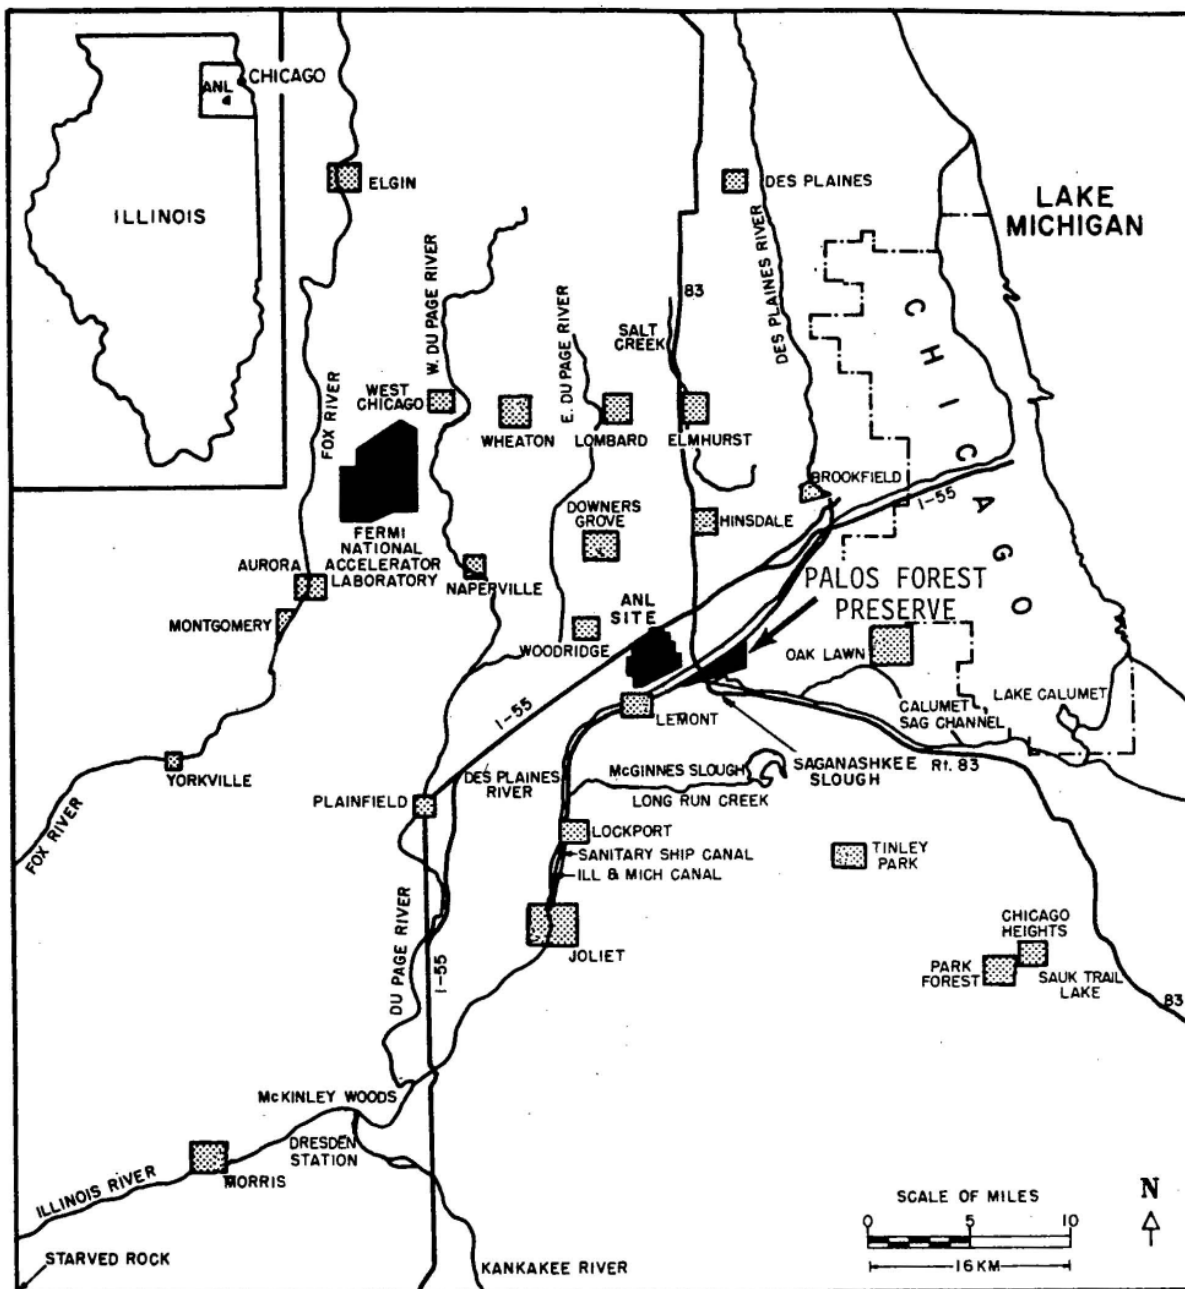 ANL
CHICAGO
ILLINOIS
ELGIN
DES PLAINES
LAKE
MICHIGAN
W. DU PAGE RIVER
E. DU PAGE RIVER
83
SALT
CREEK
DES PLAINES RIVER
CHICAGO
FOX RIVER
WEST
CHICAGO
WHEATON
LOMBARD
ELMHURST
BROOKFIELD
I-55
FERMI
NATIONAL
ACCELERATOR
LABORATORY
DOWNERS
GROVE
HINSDALE
AURORA
NAPERVILLE
MONTGOMERY
ANL
SITE
PALOS FOREST
PRESERVE
WOODRIDGE
OAK LAWN
I-55
LEMONT
CALUMET
SAG CHANNEL
LAKE CALUMET
YORKVILLE
DES PLAINES
RIVER
McGINNES SLOUGH
SAGANASHKEE
SLOUGH
Rt. 83
PLAINFIELD
LONG RUN CREEK
FOX RIVER
LOCKPORT
SANITARY SHIP CANAL
ILL & MICH CANAL
TINLEY
PARK
DU PAGE RIVER
I-55
JOLIET
CHICAGO
HEIGHTS
PARK
FOREST
SAUK TRAIL
LAKE
83
McKINLEY WOODS
DRESDEN
STATION
ILLINOIS RIVER
MORRIS
SCALE OF MILES
0 5 10
16 KM
N
STARVED ROCK
KANKAKEE RIVER